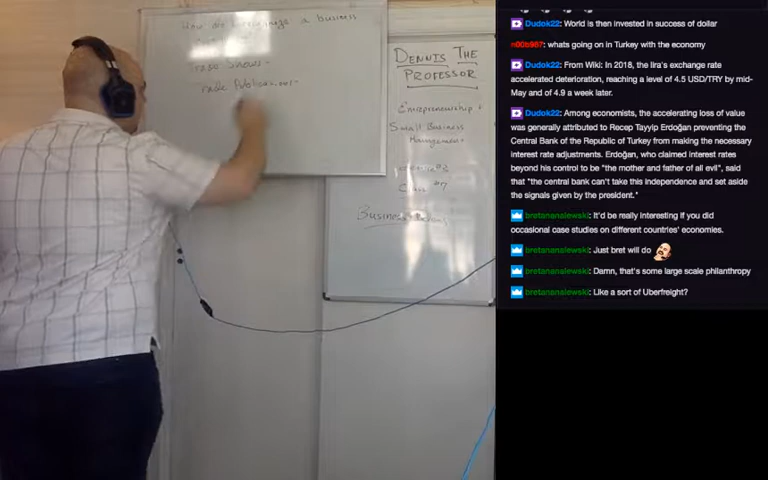 How do we organize a business
Trade Shows-
Trade Publications-
DENNIS THE
PROFESSOR
Entrepreneurship +
Small Business
Management
Class #7
Business
Dudok22: World is then invested in success of dollar
n00b987: whats going on in Turkey with the economy
Dudok22: From Wiki: In 2018, the lira's exchange rate
accelerated deterioration, reaching a level of 4.5 USD/TRY by mid-
May and of 4.9 a week later.
Dudok22: Among economists, the accelerating loss of value
was generally attributed to Recep Tayyip Erdoğan preventing the
Central Bank of the Republic of Turkey from making the necessary
interest rate adjustments. Erdoğan, who claimed interest rates
beyond his control to be "the mother and father of all evil", said
that "the central bank can't take this independence and set aside
the signals given by the president."
bretananalewski: It'd be really interesting if you did
occasional case studies on different countries' economies.
bretananalewski: Just bret will do
bretananalewski: Damn, that's some large scale philanthropy
bretananalewski: Like a sort of Uberfreight?